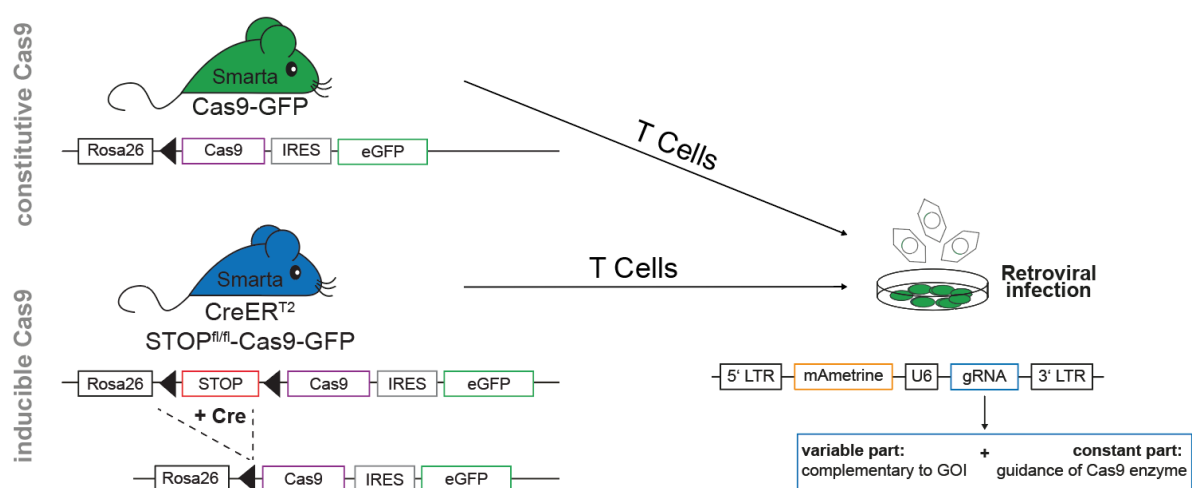 constitutive Cas9
Smarta
Cas9-GFP
Rosa26 Cas9 IRES eGFP
T Cells
inducible Cas9
Smarta
CreERT2
STOPfl/fl-Cas9-GFP
T Cells
Rosa26 STOP Cas9 IRES eGFP
+ Cre
Rosa26 Cas9 IRES eGFP
Retroviral
infection
5' LTR mAmetrine U6 gRNA 3' LTR
variable part: + constant part:
complementary to GOI guidance of Cas9 enzyme